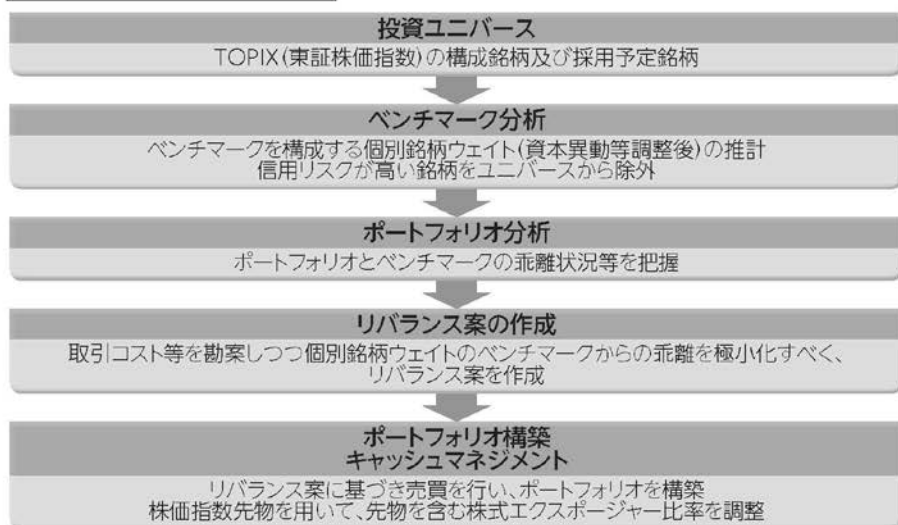 投資ユニバース
TOPIX(東証株価指数)の構成銘柄及び採用予定銘柄
ベンチマーク分析
ベンチマークを構成する個別銘柄ウェイト(資本異動等調整後)の推計
信用リスクが高い銘柄をユニバースから除外
ポートフォリオ分析
ポートフォリオとベンチマークの乖離状況等を把握
リバランス案の作成
取引コスト等を勘案しつつ個別銘柄ウェイトのベンチマークからの乖離を極小化すべく、
リバランス案を作成
ポートフォリオ構築
キャッシュマネジメント
リバランス案に基づき売買を行い、ポートフォリオを構築
株価指数先物を用いて、先物を含む株式エクスポージャー比率を調整